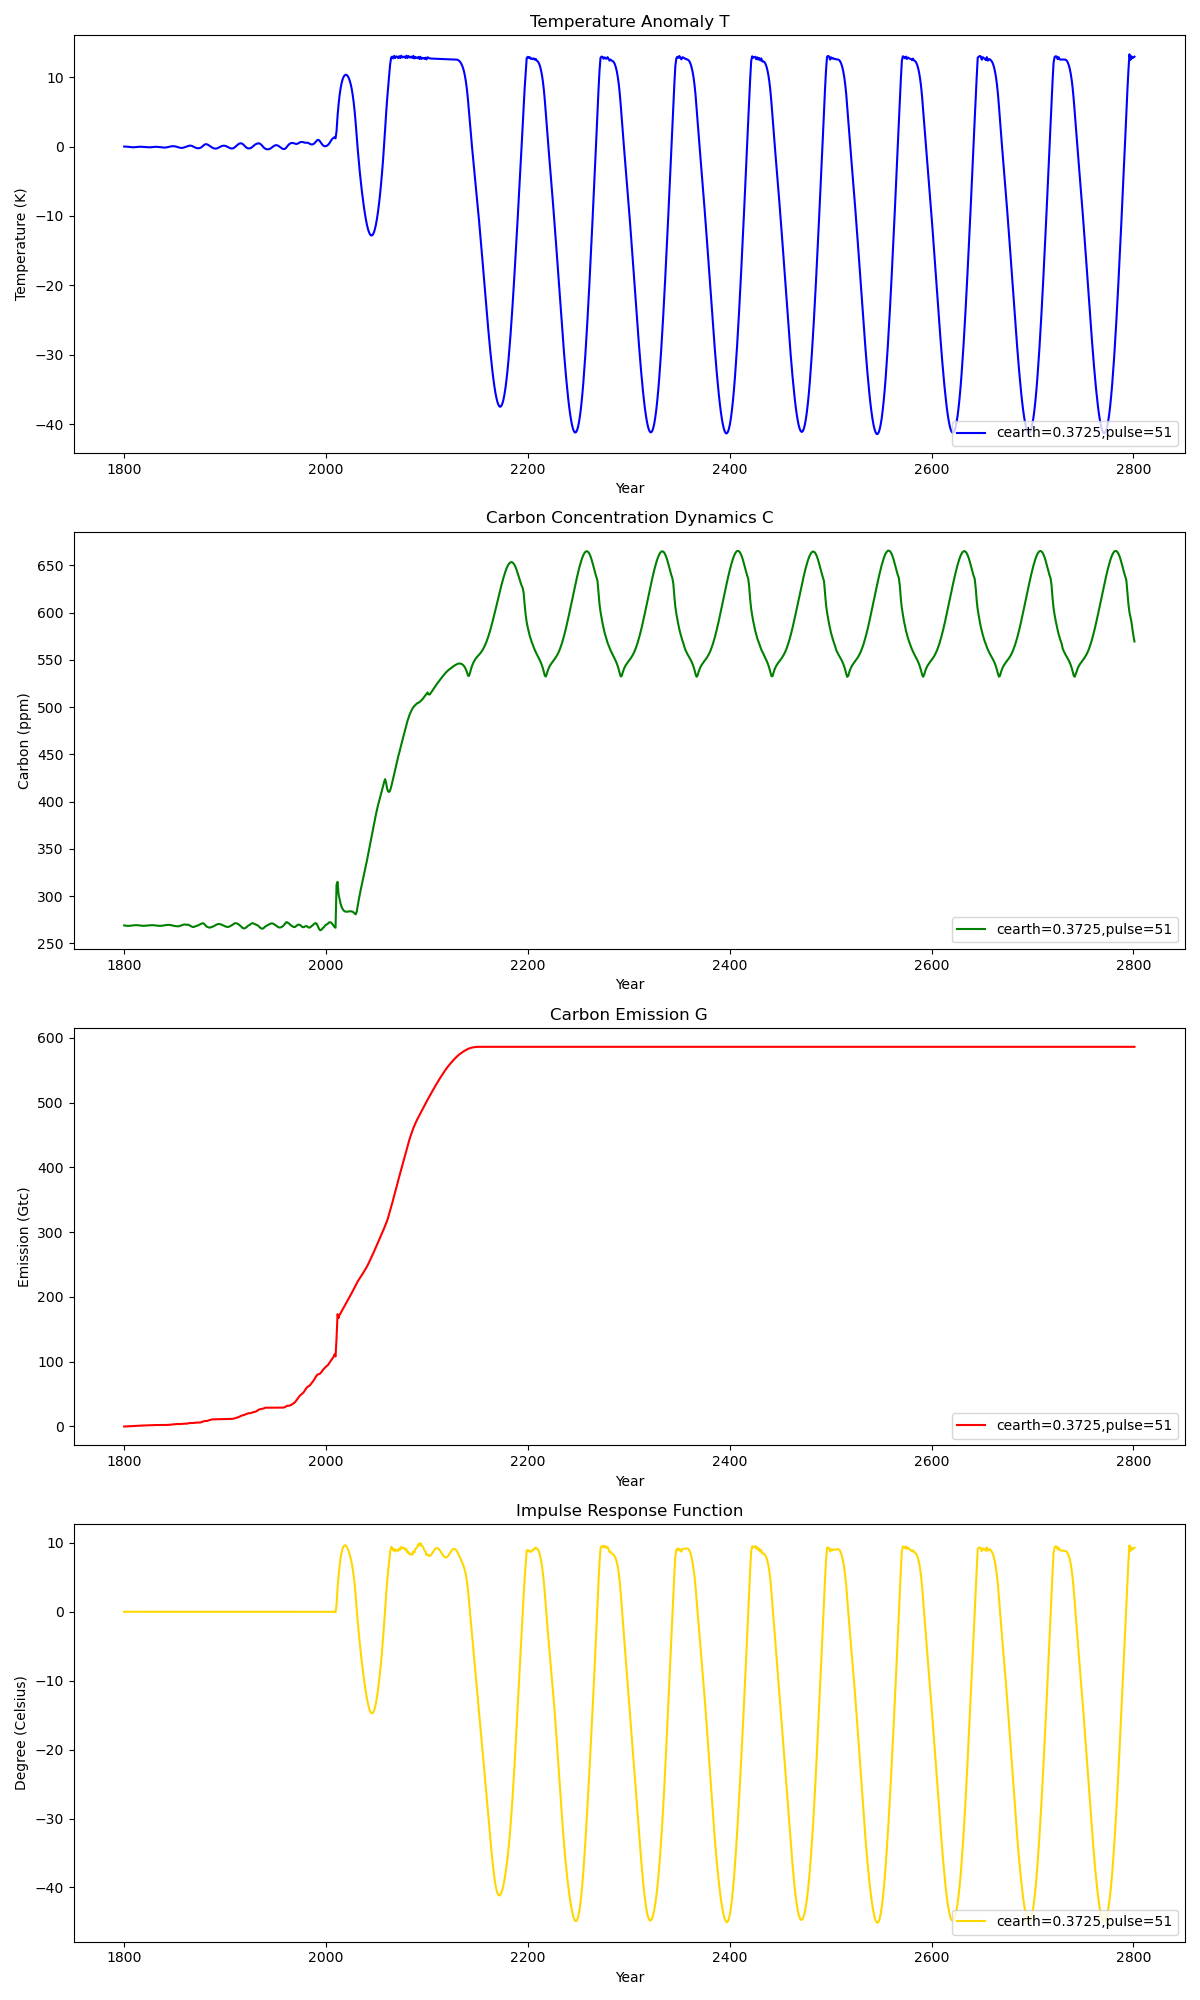 Temperature Anomaly T
10
0
−10
−20
−30
−40
Temperature (K)
cearth=0.3725,pulse=51
1800 2000 2200 2400 2600 2800
Year
Carbon Concentration Dynamics C
650
600
550
500
450
400
350
300
250
Carbon (ppm)
cearth=0.3725,pulse=51
1800 2000 2200 2400 2600 2800
Year
Carbon Emission G
600
500
400
300
200
100
0
Emission (Gtc)
cearth=0.3725,pulse=51
1800 2000 2200 2400 2600 2800
Year
Impulse Response Function
10
0
−10
−20
−30
−40
Degree (Celsius)
cearth=0.3725,pulse=51
1800 2000 2200 2400 2600 2800
Year